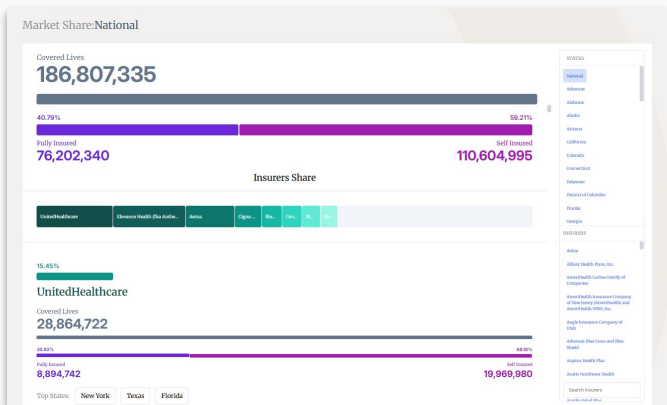 Market Share:National
Covered Lives
186,807,335
40.79%
59.21%
Fully Insured
Self Insured
76,202,340
110,604,995
Insurers Share
UnitedHealthcare
Elevance Health (fka Anthe...
Aetna
Cigna ...
15.45%
UnitedHealthcare
Covered Lives
28,864,722
30.82%
69.18%
Fully Insured
Self Insured
8,894,742
19,969,980
Top States:
New York
Texas
Florida
STATES
National
Arkansas
Alabama
Alaska
Arizona
California
Colorado
Connecticut
Delaware
District of Columbia
Florida
Georgia
INSURERS
Aetna
Alliant Health Plans, Inc.
AmeriHealth Caritas Family of
Companies
AmeriHealth Insurance Company
of New Jersey (AmeriHealth) and
AmeriHealth HMO, Inc.
Angle Insurance Company of
Utah
Arkansas Blue Cross and Blue
Shield
Aspirus Health Plan
Asuris Northwest Health
Search insurers